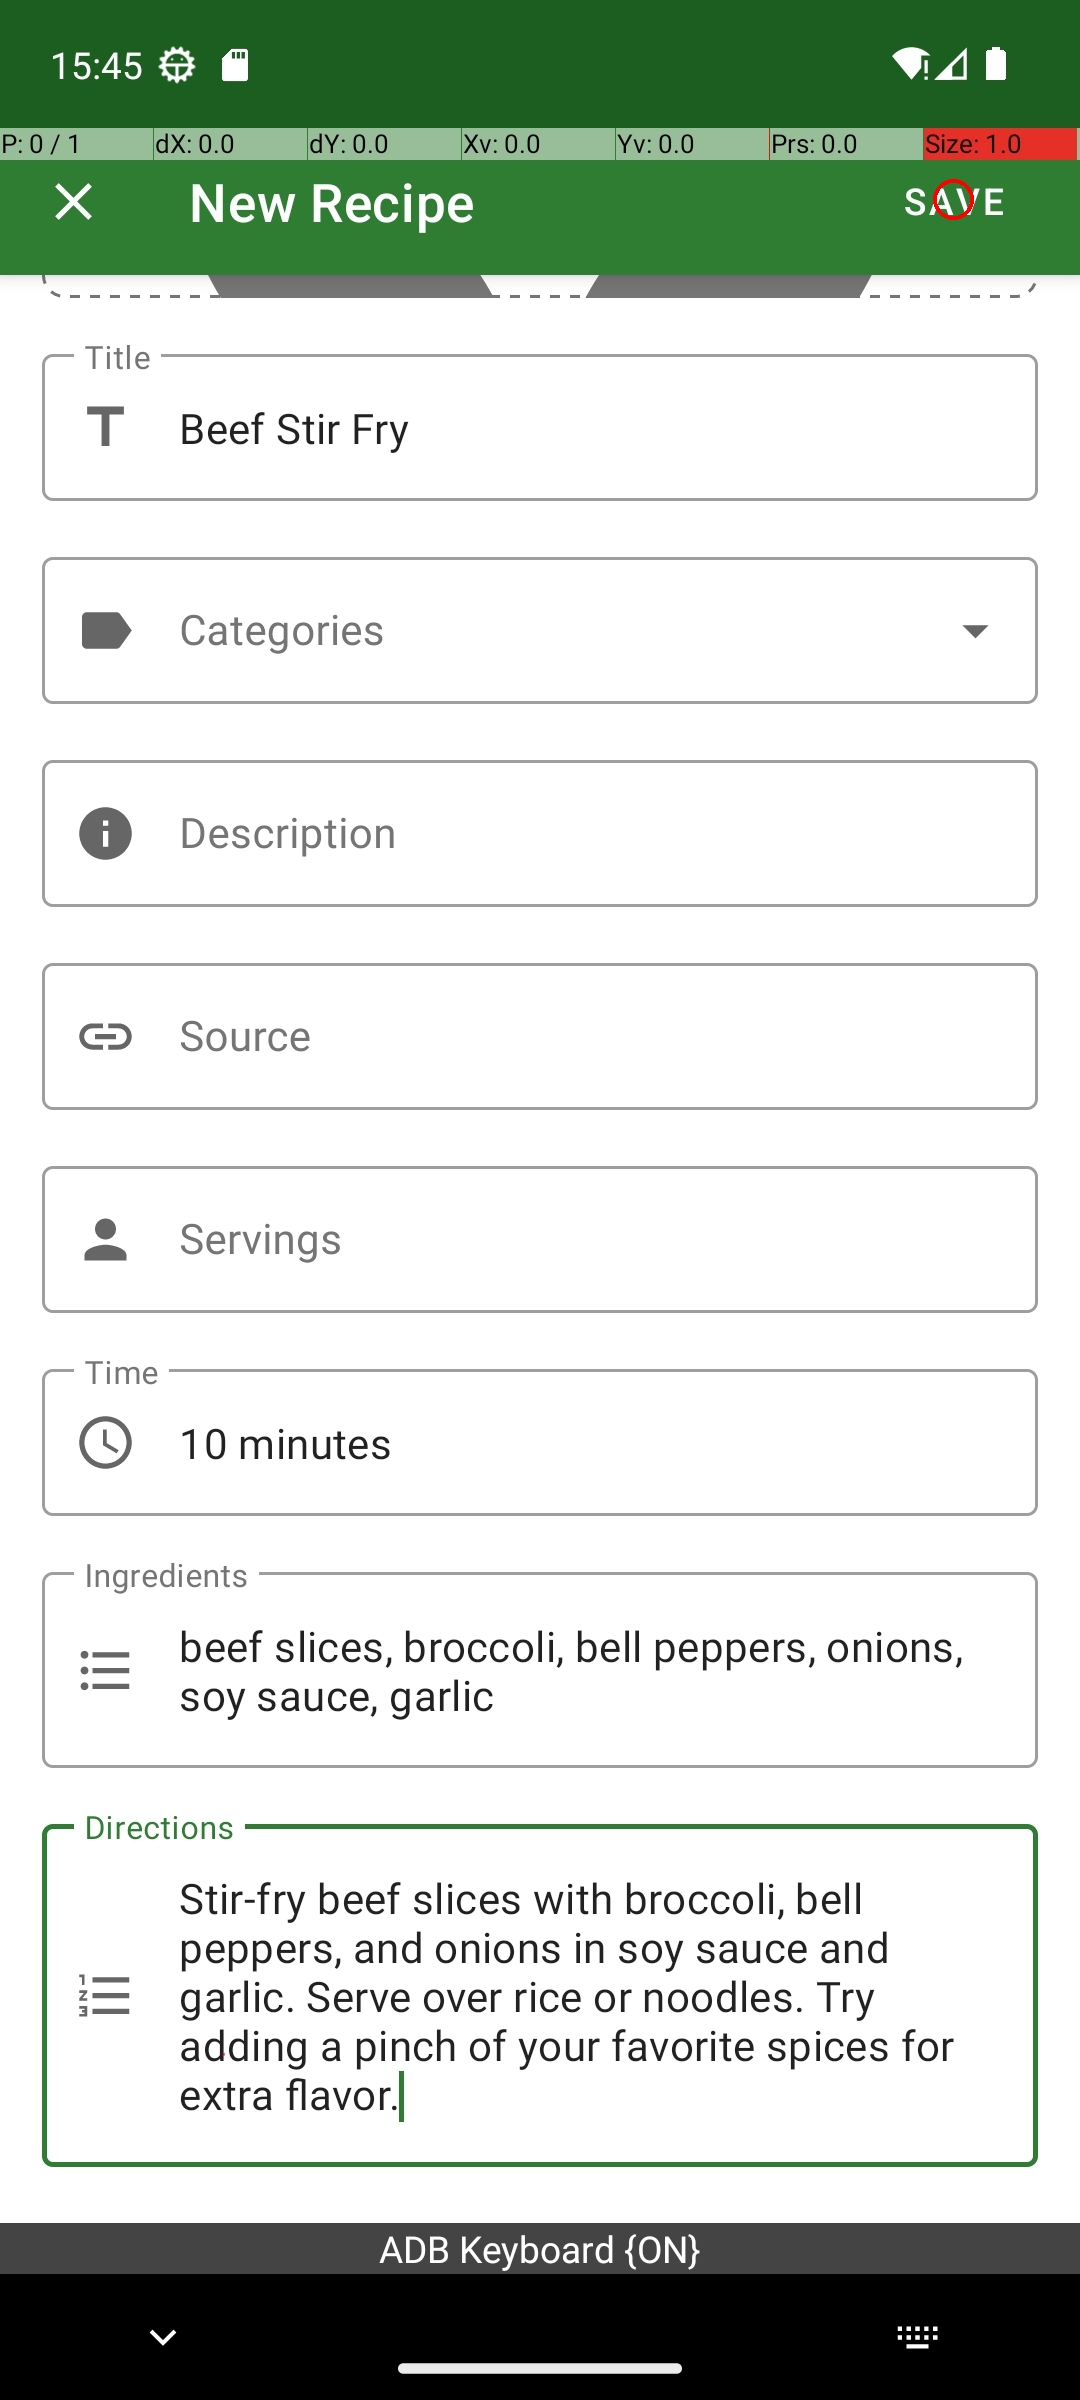 15:45
P: 0 / 1 dX: 0.0 dY: 0.0 Xv: 0.0 Yv: 0.0 Prs: 0.0 Size: 1.0
New Recipe SAVE
Title
Beef Stir Fry
Categories
Description
Source
Servings
Time
10 minutes
Ingredients
beef slices, broccoli, bell peppers, onions,
soy sauce, garlic
Directions
Stir-fry beef slices with broccoli, bell
peppers, and onions in soy sauce and
garlic. Serve over rice or noodles. Try
adding a pinch of your favorite spices for
extra flavor.
ADB Keyboard {ON}